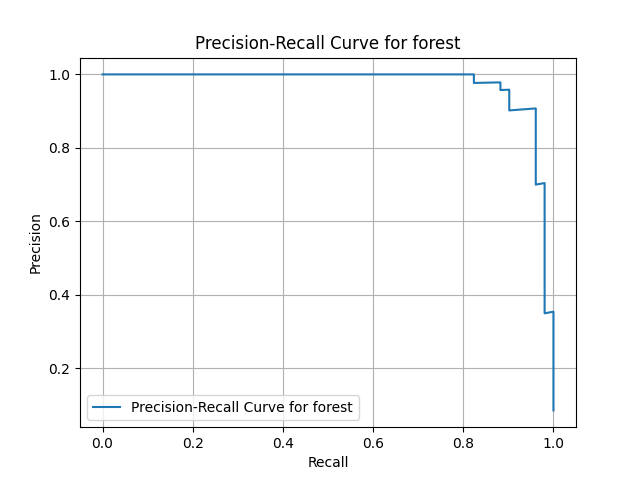 Precision-Recall Curve for forest
1.0
0.8
0.6
0.4
0.2
Precision
Precision-Recall Curve for forest
0.0 0.2 0.4 0.6 0.8 1.0
Recall